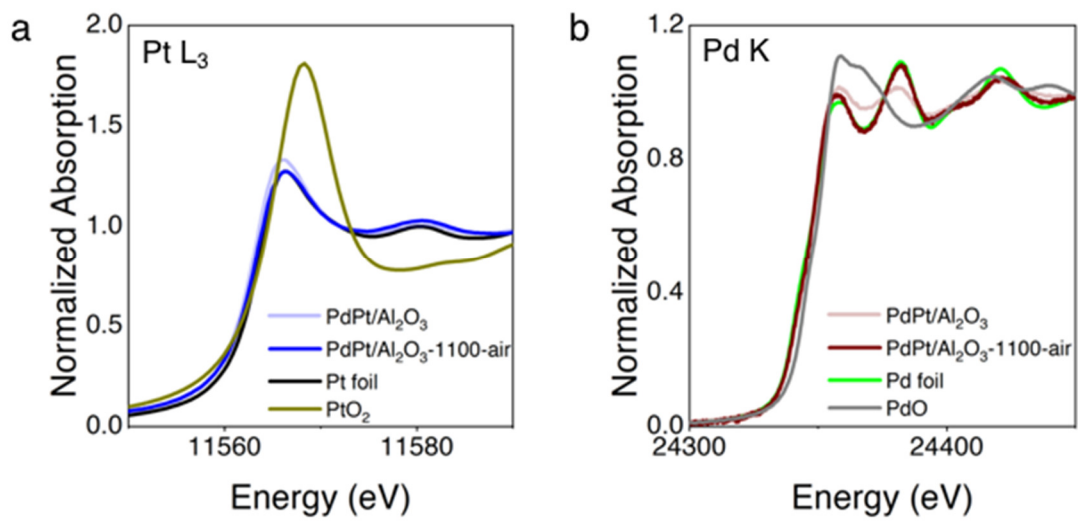 a
Pt L₃
Normalized Absorption
2.0
1.5
1.0
0.5
0.0
11560
11580
Energy (eV)
PdPt/Al₂O₃
PdPt/Al₂O₃-1100-air
Pt foil
PtO₂
b
Pd K
Normalized Absorption
1.2
0.8
0.4
0.0
24300
24400
Energy (eV)
PdPt/Al₂O₃
PdPt/Al₂O₃-1100-air
Pd foil
PdO